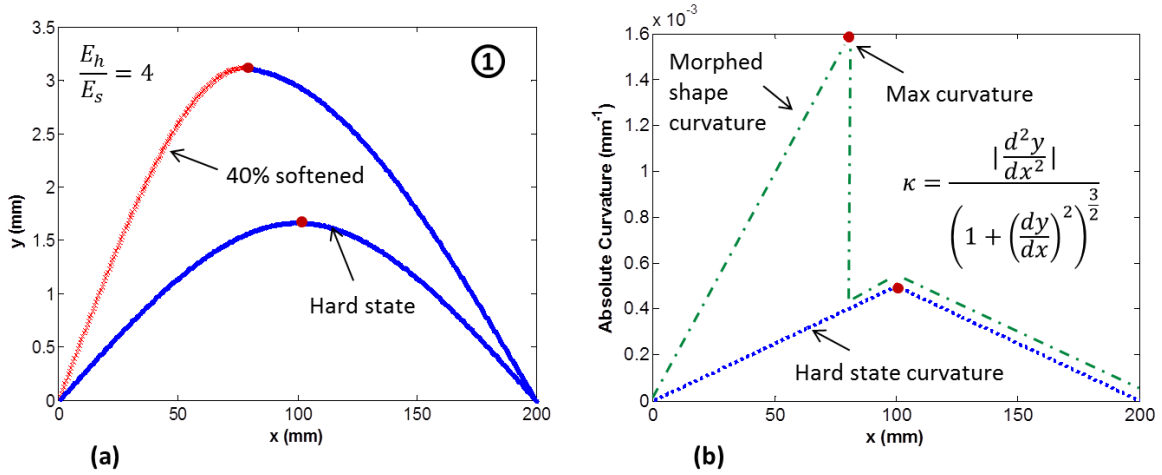 3.5
3
2.5
2
1.5
1
0.5
0
0
50
100
150
200
y (mm)
x (mm)
E_h / E_s = 4
①
40% softened
Hard state
(a)
x 10⁻³
1.6
1.4
1.2
1
0.8
0.6
0.4
0.2
0
0
50
100
150
200
Absolute Curvature (mm⁻¹)
x (mm)
Morphed
shape
curvature
Max curvature
κ = |d²y/dx²| / (1 + (dy/dx)²)^(3/2)
Hard state curvature
(b)